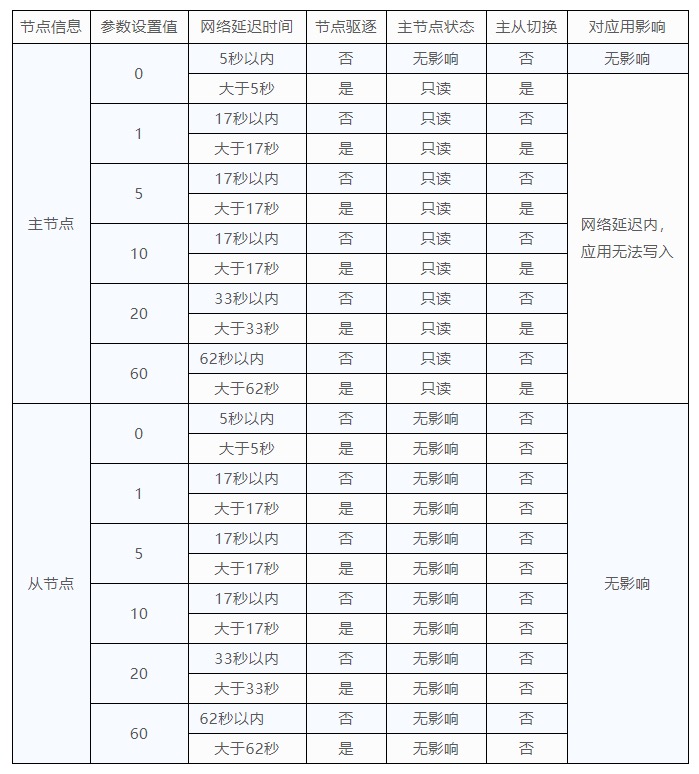 节点信息 参数设置值 网络延迟时间 节点驱逐 主节点状态 主从切换 对应用影响
主节点 0 5秒以内 否 无影响 否 无影响
大于5秒 是 只读 是 网络延迟内，
应用无法写入
1 17秒以内 否 只读 否
大于17秒 是 只读 是
5 17秒以内 否 只读 否
大于17秒 是 只读 是
10 17秒以内 否 只读 否
大于17秒 是 只读 是
20 33秒以内 否 只读 否
大于33秒 是 只读 是
60 62秒以内 否 只读 否
大于62秒 是 只读 是
从节点 0 5秒以内 否 无影响 否 无影响
大于5秒 是 无影响 否
1 17秒以内 否 无影响 否
大于17秒 是 无影响 否
5 17秒以内 否 无影响 否
大于17秒 是 无影响 否
10 17秒以内 否 无影响 否
大于17秒 是 无影响 否
20 33秒以内 否 无影响 否
大于33秒 是 无影响 否
60 62秒以内 否 无影响 否
大于62秒 是 无影响 否